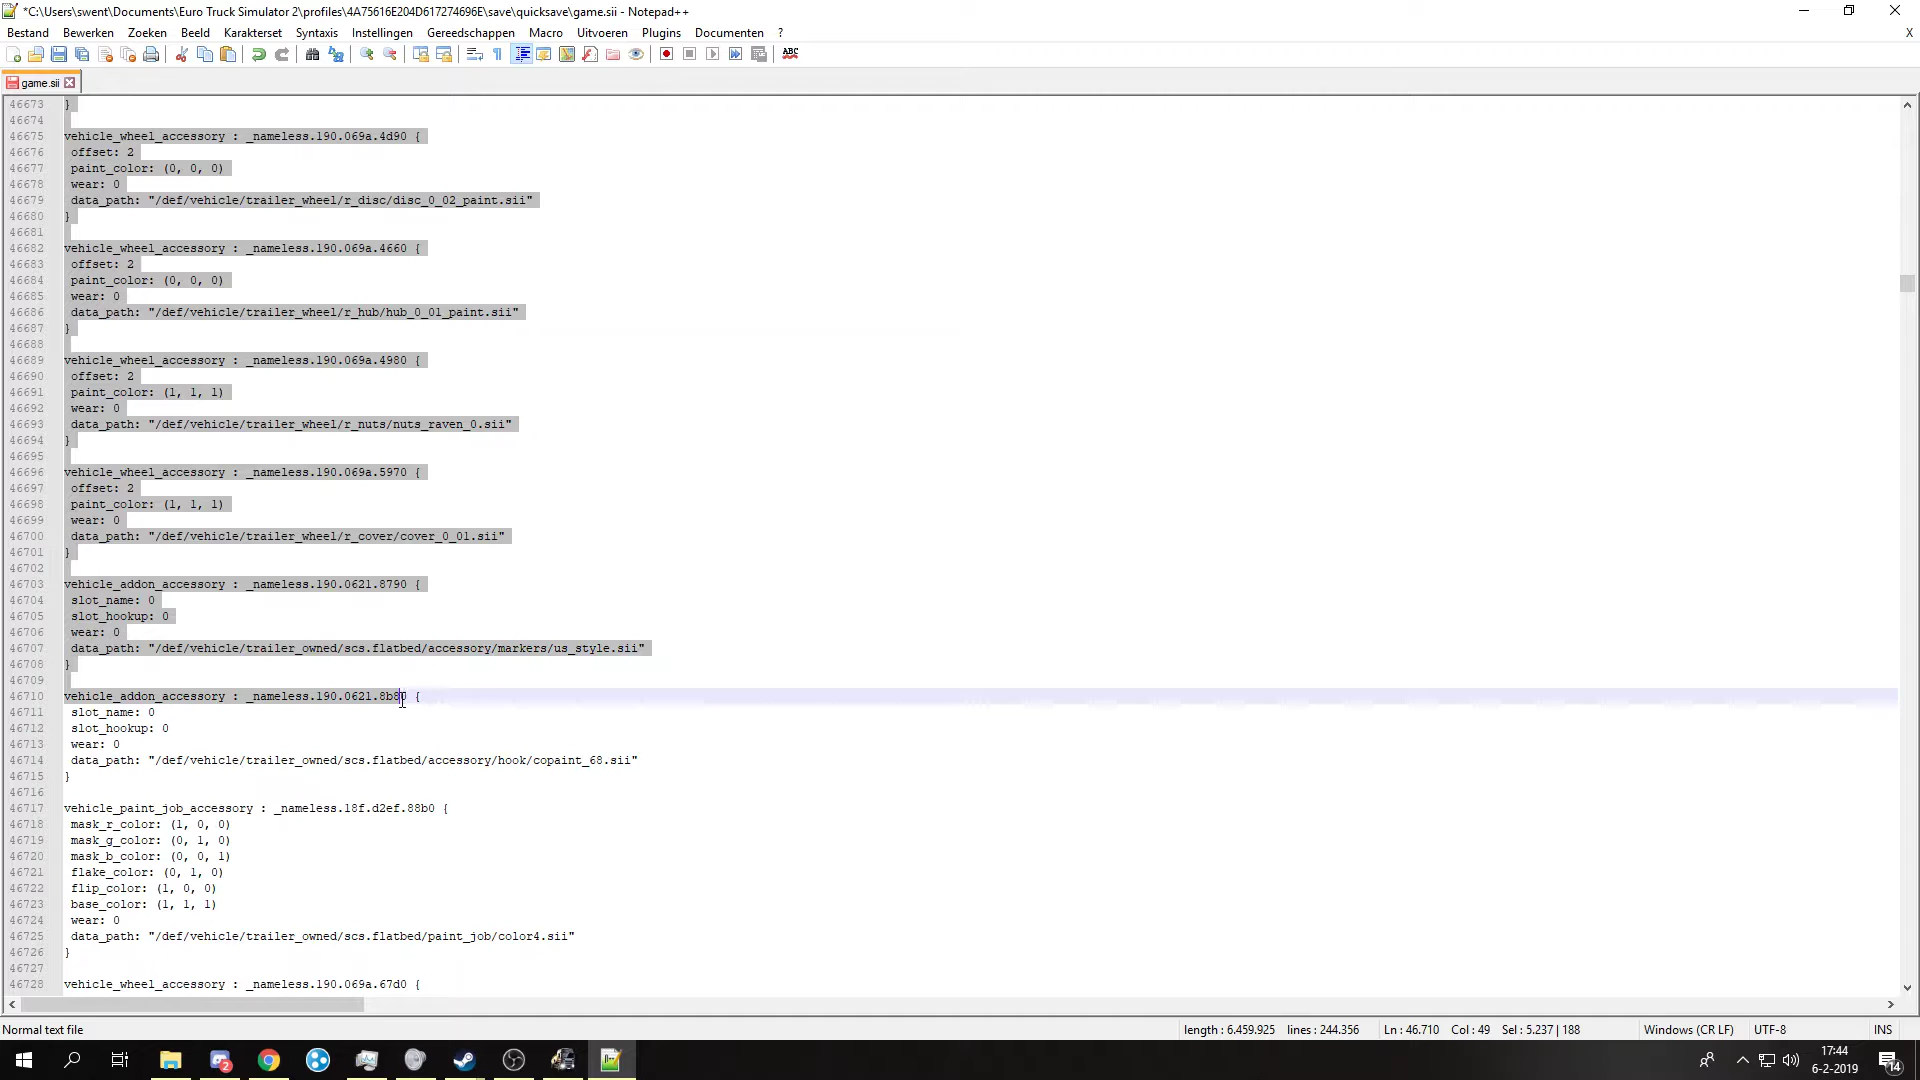 *C:\Users\swent\Documents\Euro Truck Simulator 2\profiles\4A75616E204D617274696E\save\quicksave\game.sii - Notepad++
Bestand Bewerken Zoeken Beeld Karakterset Syntaxis Instellingen Gereedschappen Macro Uitvoeren Plugins Documenten ? X
ABC
game.sii
46673 }
46674
46675 vehicle_wheel_accessory : _nameless.190.069a.4d90 {
46676 offset: 2
46677 paint_color: (0, 0, 0)
46678 wear: 0
46679 data_path: "/def/vehicle/trailer_wheel/r_disc/disc_0_02_paint.sii"
46680 }
46681
46682 vehicle_wheel_accessory : _nameless.190.069a.4660 {
46683 offset: 2
46684 paint_color: (0, 0, 0)
46685 wear: 0
46686 data_path: "/def/vehicle/trailer_wheel/r_hub/hub_0_01_paint.sii"
46687 }
46688
46689 vehicle_wheel_accessory : _nameless.190.069a.4980 {
46690 offset: 2
46691 paint_color: (1, 1, 1)
46692 wear: 0
46693 data_path: "/def/vehicle/trailer_wheel/r_nuts/nuts_raven_0.sii"
46694 }
46695
46696 vehicle_wheel_accessory : _nameless.190.069a.5970 {
46697 offset: 2
46698 paint_color: (1, 1, 1)
46699 wear: 0
46700 data_path: "/def/vehicle/trailer_wheel/r_cover/cover_0_01.sii"
46701 }
46702
46703 vehicle_addon_accessory : _nameless.190.0621.8790 {
46704 slot_name: 0
46705 slot_hookup: 0
46706 wear: 0
46707 data_path: "/def/vehicle/trailer_owned/scs.flatbed/accessory/markers/us_style.sii"
46708 }
46709
46710 vehicle_addon_accessory : _nameless.190.0621.8b80 {
46711 slot_name: 0
46712 slot_hookup: 0
46713 wear: 0
46714 data_path: "/def/vehicle/trailer_owned/scs.flatbed/accessory/hook/copaint_68.sii"
46715 }
46716
46717 vehicle_paint_job_accessory : _nameless.18f.d2ef.88b0 {
46718 mask_r_color: (1, 0, 0)
46719 mask_g_color: (0, 1, 0)
46720 mask_b_color: (0, 0, 1)
46721 flake_color: (0, 1, 0)
46722 flip_color: (1, 0, 0)
46723 base_color: (1, 1, 1)
46724 wear: 0
46725 data_path: "/def/vehicle/trailer_owned/scs.flatbed/paint_job/color4.sii"
46726 }
46727
46728 vehicle_wheel_accessory : _nameless.190.069a.67d0 {
Normal text file length : 6.459.925 lines : 244.356 Ln : 46.710 Col : 49 Sel : 5.237 | 188 Windows (CR LF) UTF-8 INS
2 17:44
6-2-2019 14